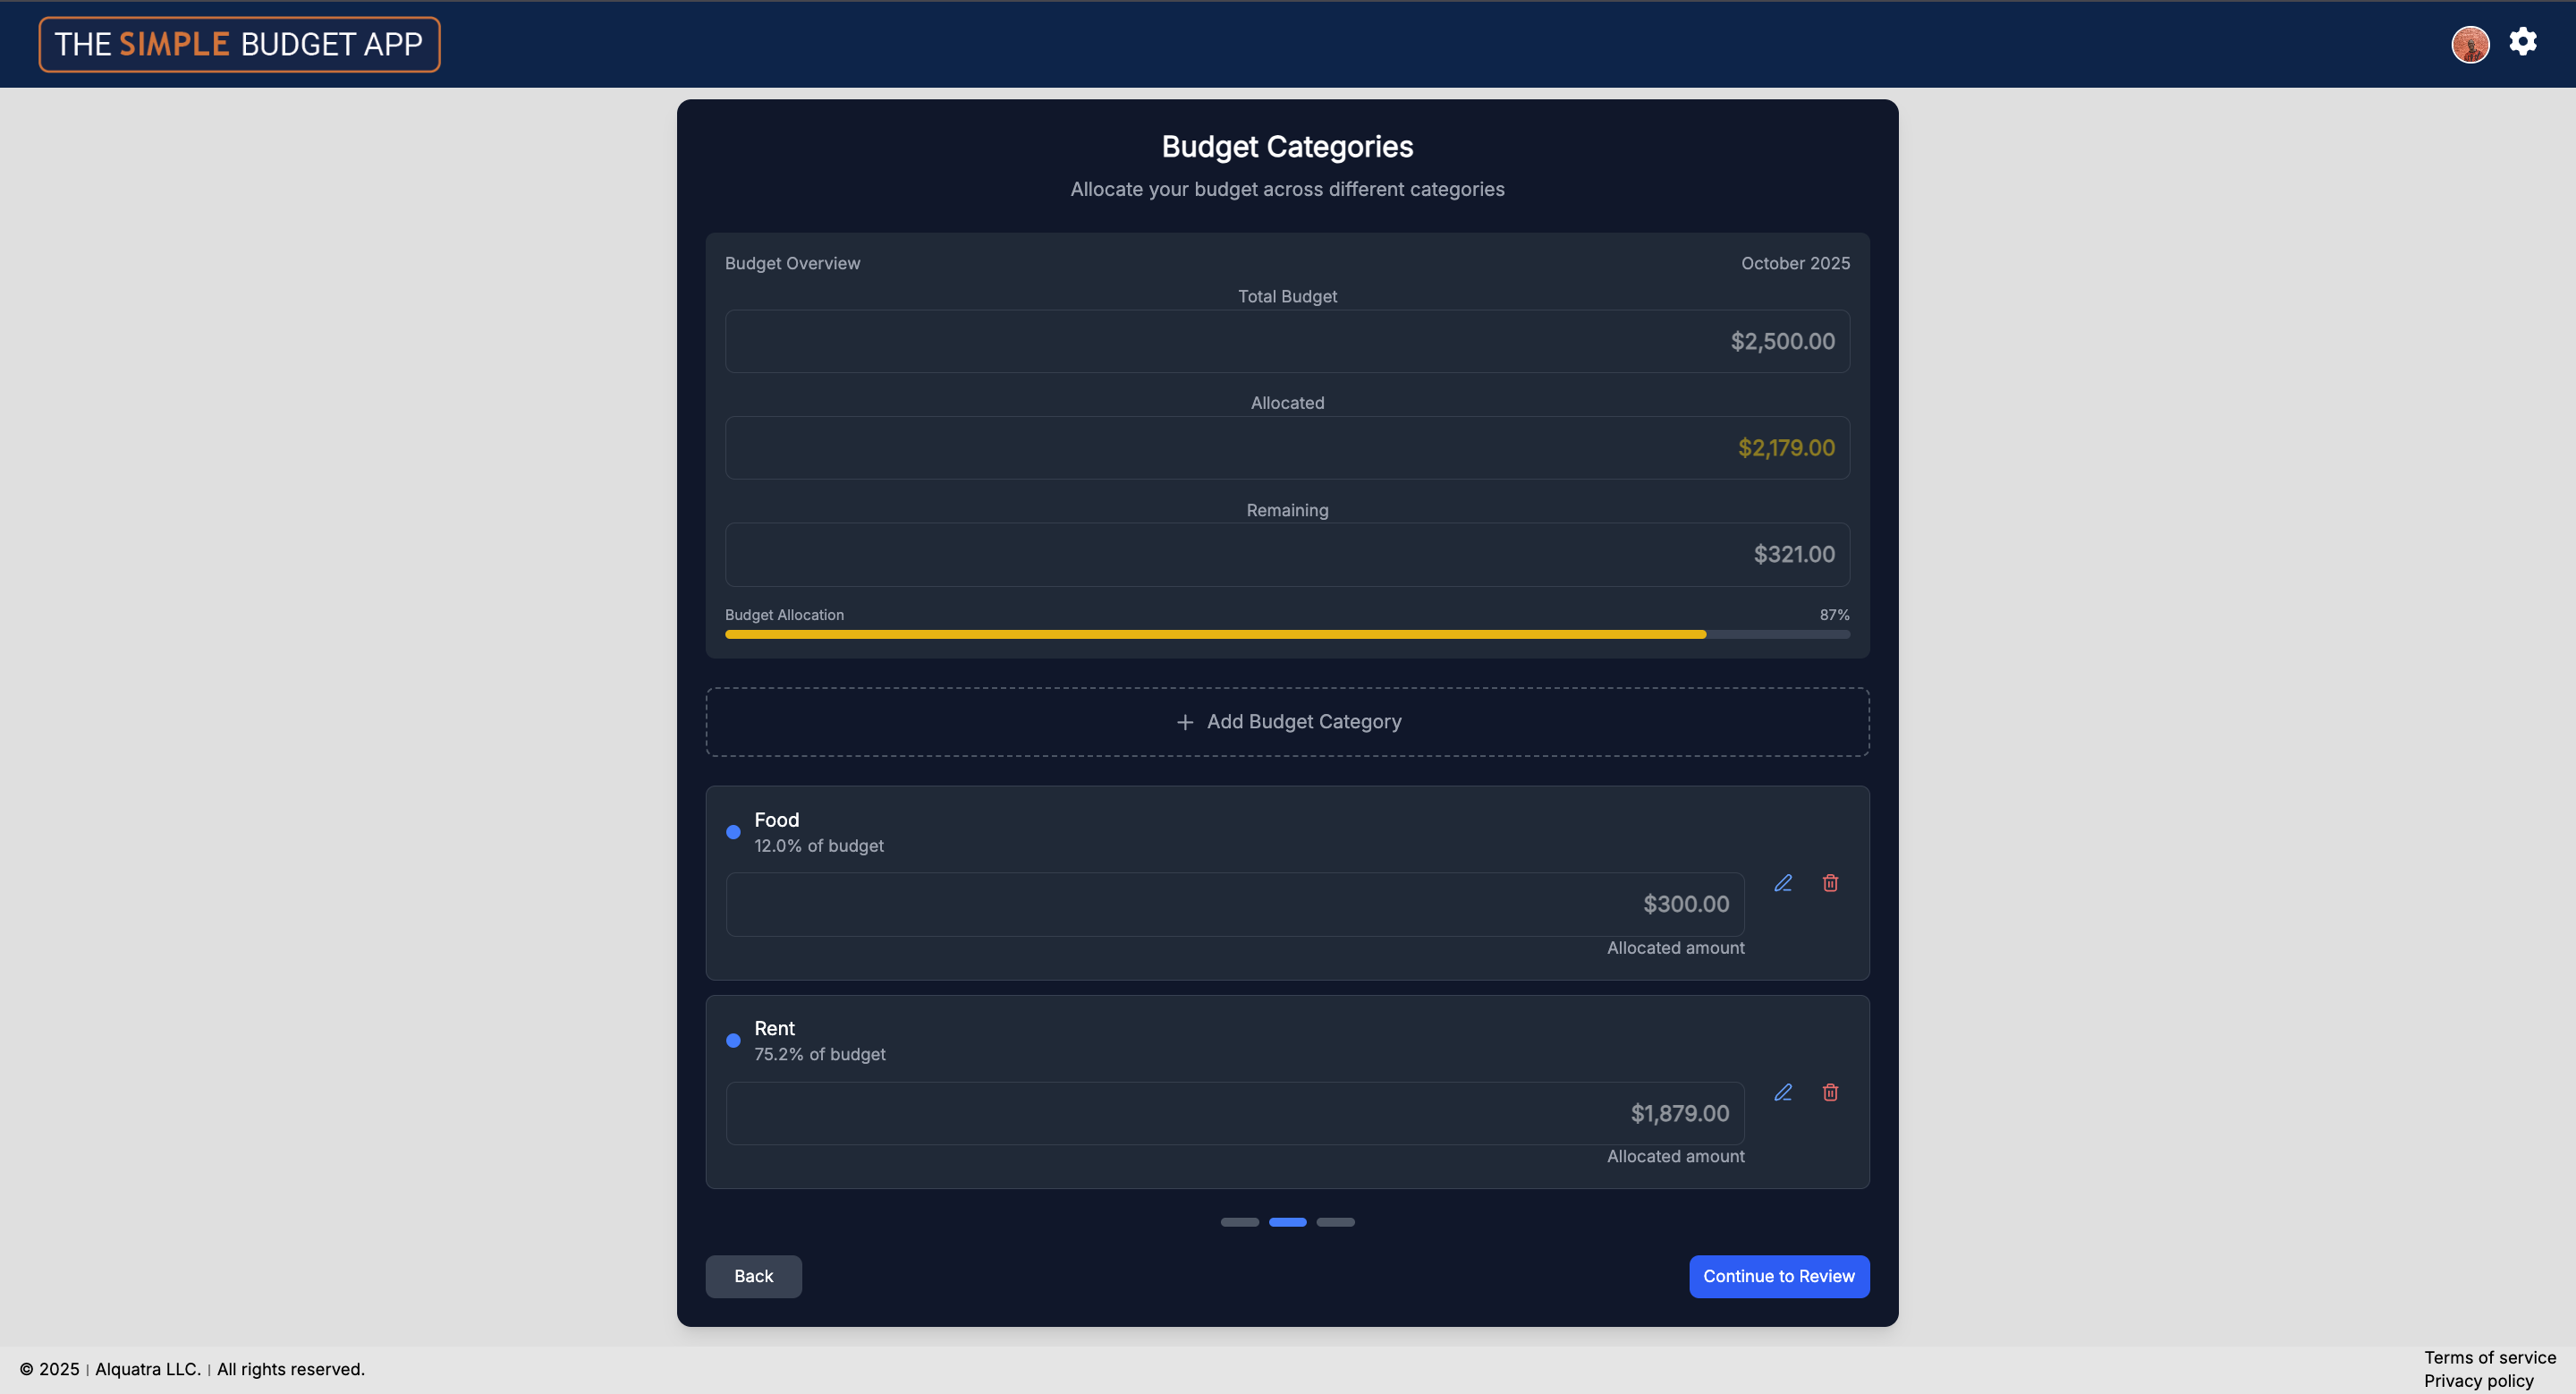 THE SIMPLE BUDGET APP
Budget Categories
Allocate your budget across different categories
Budget Overview
October 2025
Total Budget
$2,500.00
Allocated
$2,179.00
Remaining
$321.00
Budget Allocation
87%
+ Add Budget Category
Food
12.0% of budget
$300.00
Allocated amount
Rent
75.2% of budget
$1,879.00
Allocated amount
Back
Continue to Review
© 2025 | Alquatra LLC. | All rights reserved.
Terms of service
Privacy policy